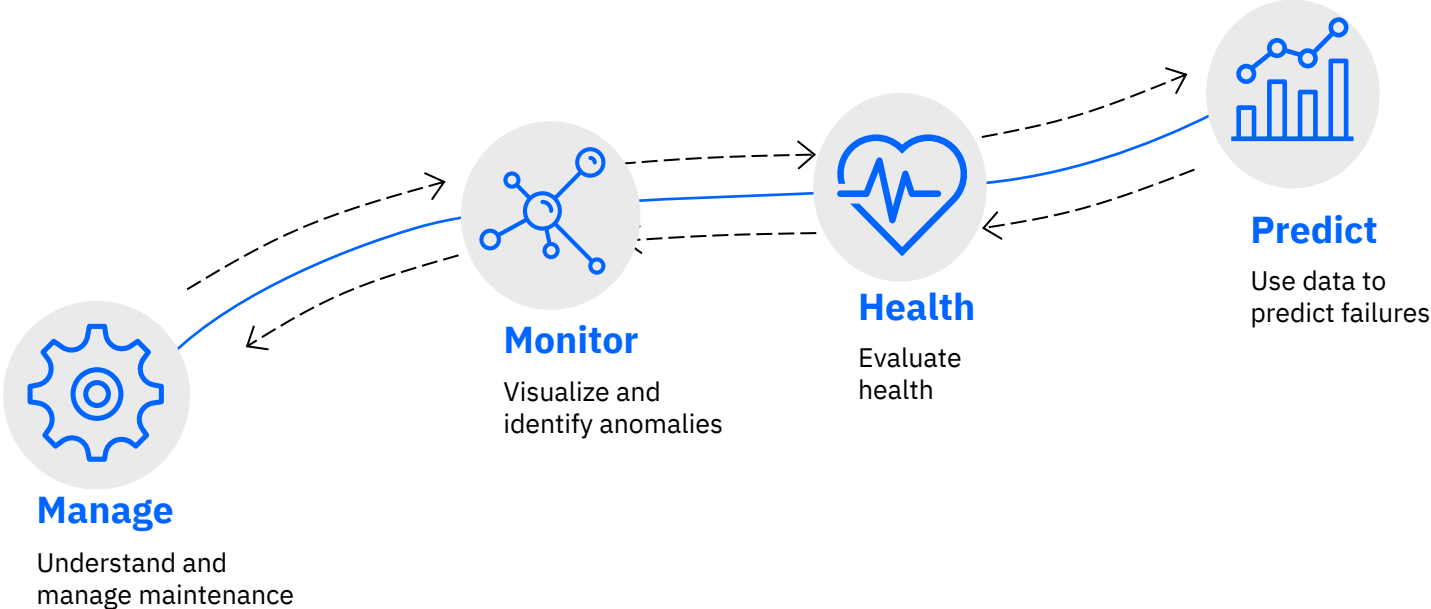 Manage
Understand and
manage maintenance
Monitor
Visualize and
identify anomalies
Health
Evaluate
health
Predict
Use data to
predict failures